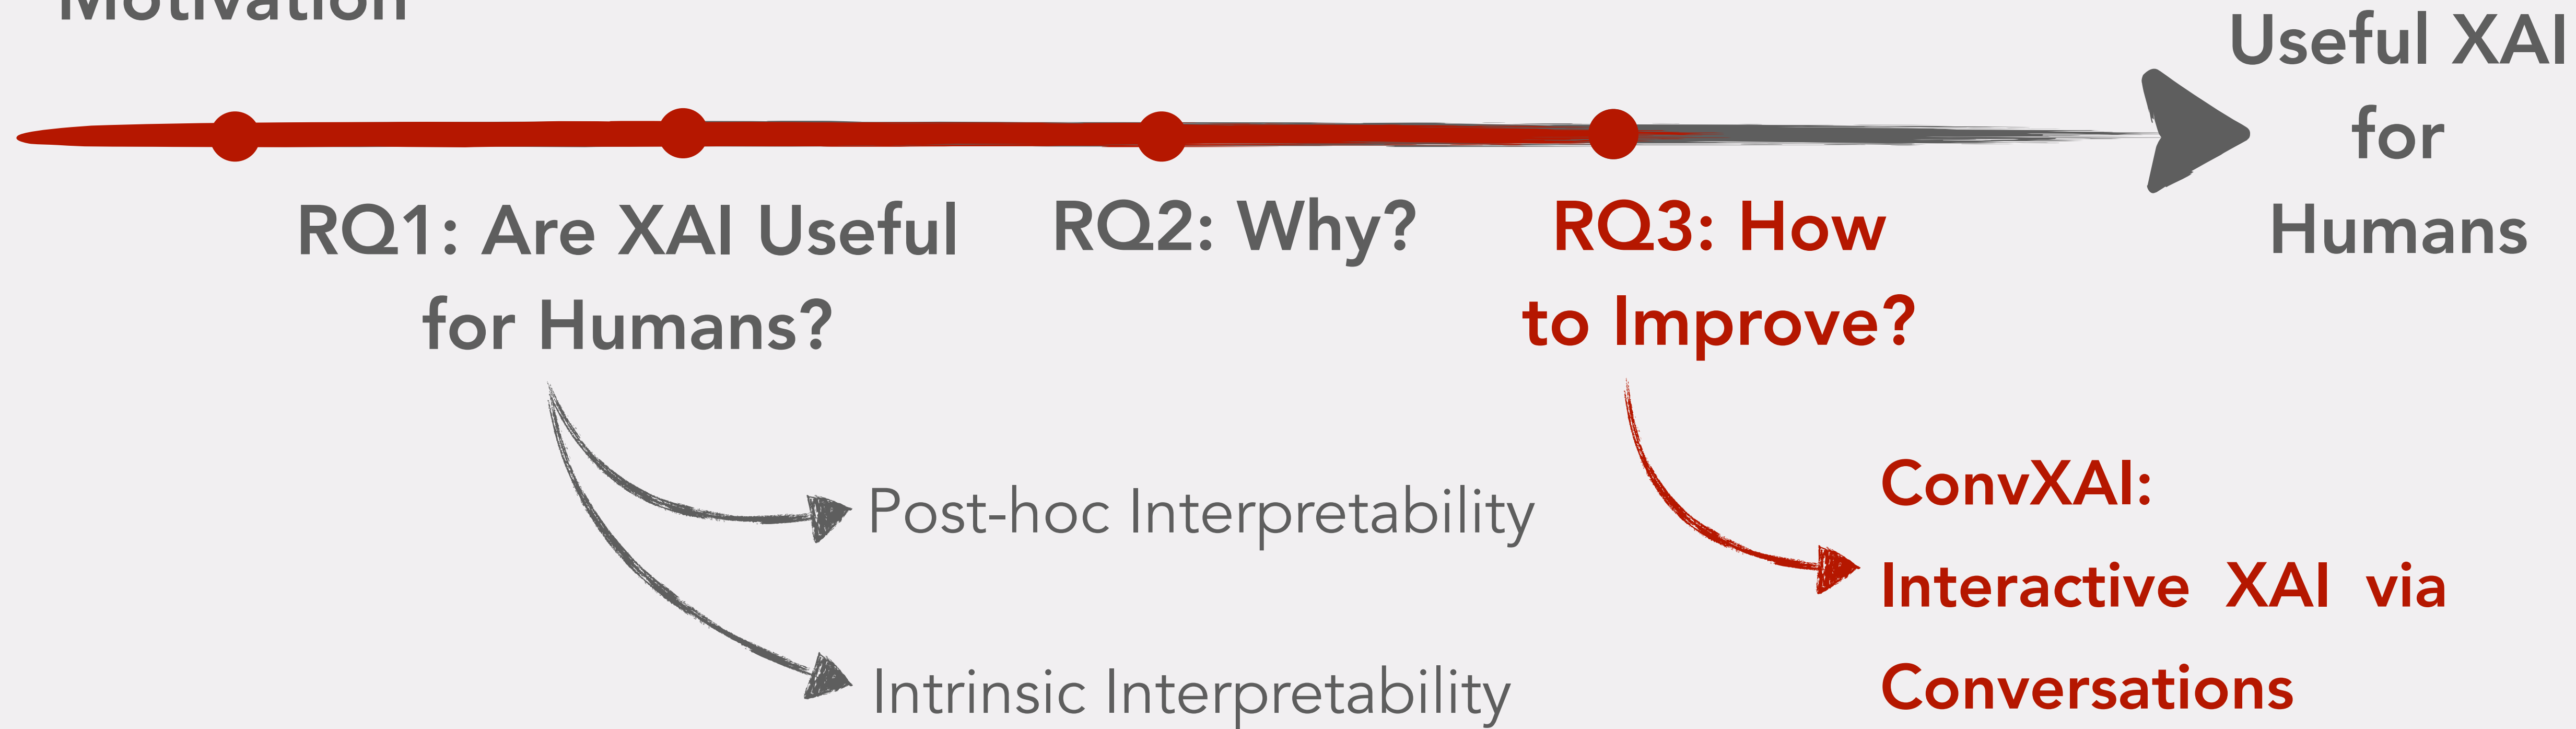 Motivation
Useful XAI
for
Humans
RQ1: Are XAI Useful
for Humans?
RQ2: Why?
RQ3: How
to Improve?
Post-hoc Interpretability
Intrinsic Interpretability
ConvXAI:
Interactive XAI via
Conversations